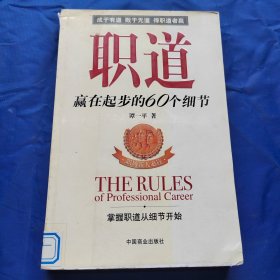 成于有道 败于无道 得职道者赢
职道
赢在起步的60个细节
谭一平 著
THE RULES
of Professional Career
掌握职道从细节开始
中国商业出版社